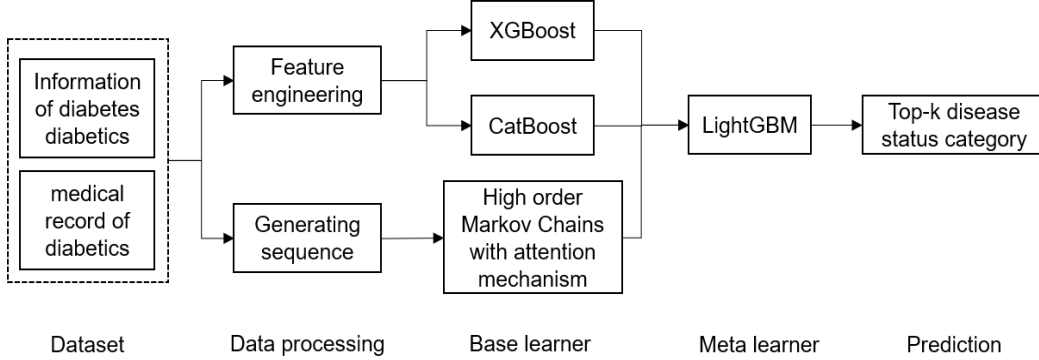 Information
of diabetes
diabetics
medical
record of
diabetics
Feature
engineering
Generating
sequence
XGBoost
CatBoost
High order
Markov Chains
with attention
mechanism
LightGBM
Top-k disease
status category
Dataset
Data processing
Base learner
Meta learner
Prediction